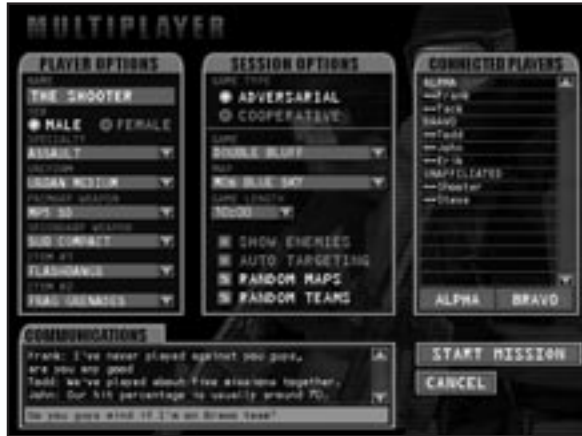 MULTIPLAYER
PLAYER OPTIONS
NAME
THE SHOOTER
MALE FEMALE
SPECIALTY
ASSAULT
UNIFORM
URBAN MEDIUM
PRIMARY WEAPON
MP5 SD
SECONDARY WEAPON
SUB COMPACT
ITEM #1
FLASHBANGS
ITEM #2
FRAG GRENADES
SESSION OPTIONS
GAME TYPE
ADVERSARIAL
COOPERATIVE
GAME
DOUBLE BLUFF
MAP
BLUE SKY
GAME LENGTH
10:00
SHOW ENEMIES
AUTO TARGETING
RANDOM MAPS
RANDOM TEAMS
CONNECTED PLAYERS
ALPHA
Frank
Tack
BRAVO
Todd
John
Erik
UNAFFILIATED
Shooter
Steve
ALPHA BRAVO
COMMUNICATIONS
Frank: I've never played against you guys,
are you any good
Todd: We've played about five missions together.
John: Our hit percentage is usually around 70.
Do you guys mind if I'm on Bravo team?
START MISSION
CANCEL